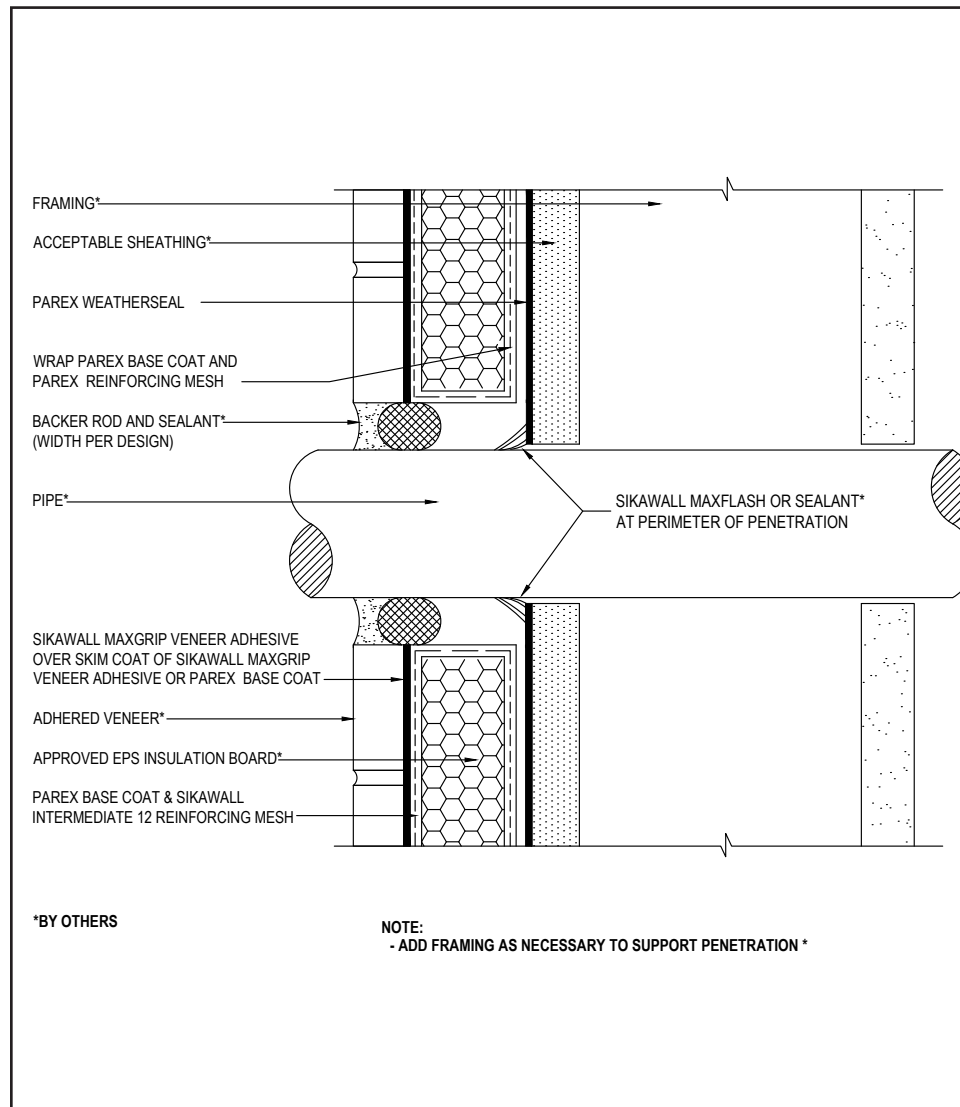 FRAMING*
ACCEPTABLE SHEATHING*
PAREX WEATHERSEAL
WRAP PAREX BASE COAT AND
PAREX REINFORCING MESH
BACKER ROD AND SEALANT*
(WIDTH PER DESIGN)
PIPE*
SIKAWALL MAXFLASH OR SEALANT*
AT PERIMETER OF PENETRATION
SIKAWALL MAXGRIP VENEER ADHESIVE
OVER SKIM COAT OF SIKAWALL MAXGRIP
VENEER ADHESIVE OR PAREX BASE COAT
ADHERED VENEER*
APPROVED EPS INSULATION BOARD*
PAREX BASE COAT & SIKAWALL
INTERMEDIATE 12 REINFORCING MESH
*BY OTHERS
NOTE:
- ADD FRAMING AS NECESSARY TO SUPPORT PENETRATION *